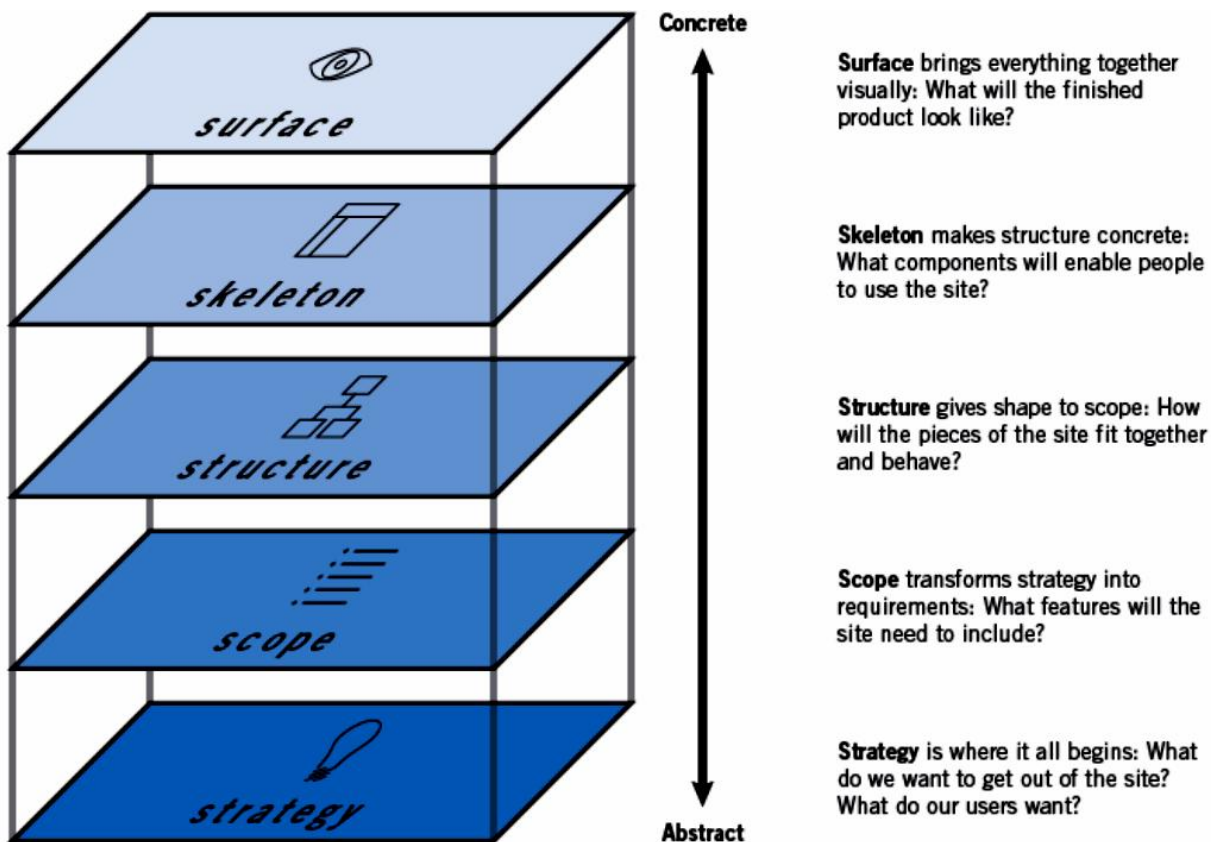 Concrete
Surface brings everything together
visually: What will the finished
product look like?
surface
Skeleton makes structure concrete:
What components will enable people
to use the site?
skeleton
Structure gives shape to scope: How
will the pieces of the site fit together
and behave?
structure
Scope transforms strategy into
requirements: What features will the
site need to include?
scope
Strategy is where it all begins: What
do we want to get out of the site?
What do our users want?
strategy
Abstract